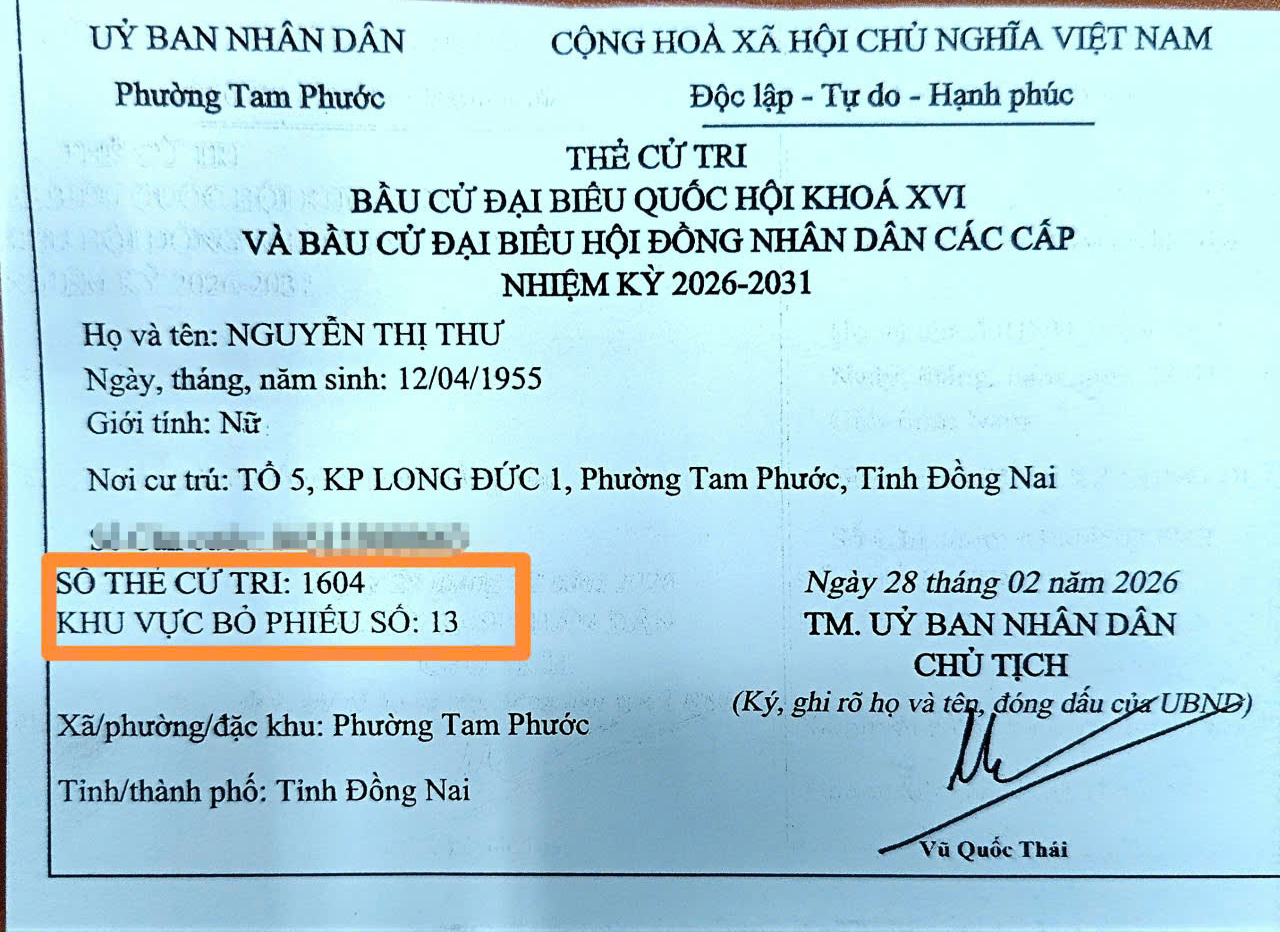 UỶ BAN NHÂN DÂN
Phường Tam Phước
CỘNG HOÀ XÃ HỘI CHỦ NGHĨA VIỆT NAM
Độc lập - Tự do - Hạnh phúc
THẺ CỬ TRI
BẦU CỬ ĐẠI BIỂU QUỐC HỘI KHOÁ XVI
VÀ BẦU CỬ ĐẠI BIỂU HỘI ĐỒNG NHÂN DÂN CÁC CẤP
NHIỆM KỲ 2026-2031
Họ và tên: NGUYỄN THỊ THƯ
Ngày, tháng, năm sinh: 12/04/1955
Giới tính: Nữ
Nơi cư trú: TỔ 5, KP LONG ĐỨC 1, Phường Tam Phước, Tỉnh Đồng Nai
SỐ THẺ CỬ TRI: 1604
KHU VỰC BỎ PHIẾU SỐ: 13
Xã/phường/đặc khu: Phường Tam Phước
Tỉnh/thành phố: Tỉnh Đồng Nai
Ngày 28 tháng 02 năm 2026
TM. UỶ BAN NHÂN DÂN
CHỦ TỊCH
(Ký, ghi rõ họ và tên, đóng dấu của UBND)
Vũ Quốc Thái